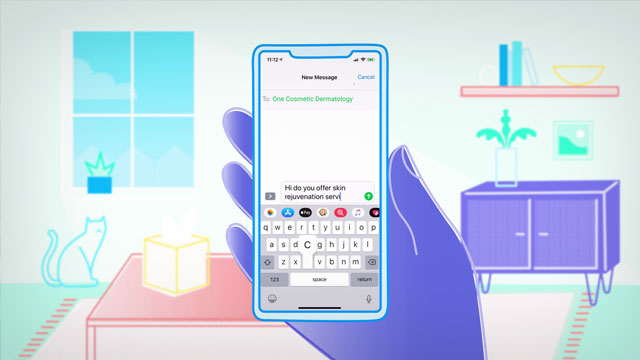 11:12
New Message
Cancel
To: One Cosmetic Dermatology
Hi do you offer skin
rejuvenation servi
Pay
q w e r t y u i o p
a s d C g h j k l
z x v b n m
123 space return